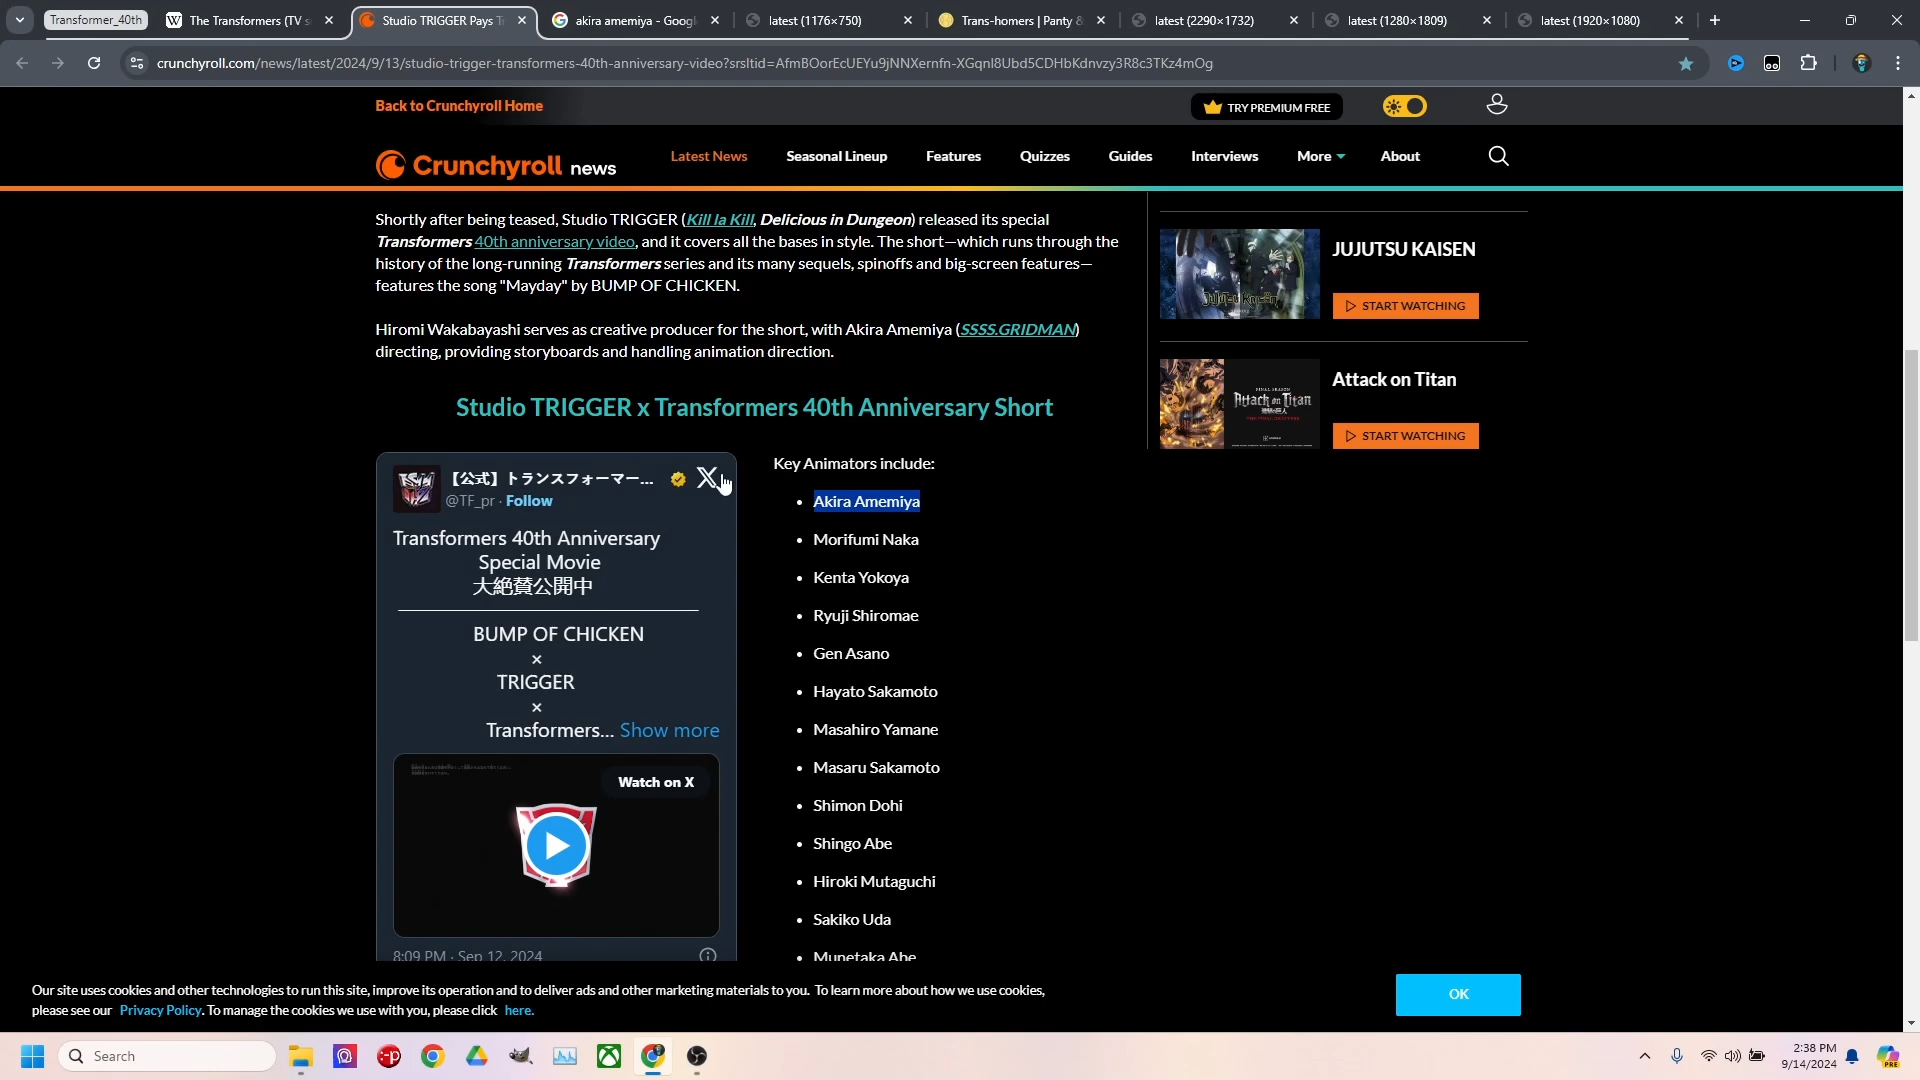 Transformer_40th
The Transformers (TV s
Studio TRIGGER Pays T
akira amemiya - Googl
latest (1176×750)
Trans-homers | Panty &
latest (2290×1732)
latest (1280×1809)
latest (1920×1080)
crunchyroll.com/news/latest/2024/9/13/studio-trigger-transformers-40th-anniversary-video?srsltid=AfmBOorEcUEYu9jNNXernfn-XGqnI8Ubd5CDHbKdnvzy3R8c3TKz4mOg
Back to Crunchyroll Home
TRY PREMIUM FREE
Crunchyroll news
Latest News
Seasonal Lineup
Features
Quizzes
Guides
Interviews
More
About
Shortly after being teased, Studio TRIGGER (Kill la Kill, Delicious in Dungeon) released its special
Transformers 40th anniversary video, and it covers all the bases in style. The short—which runs through the
history of the long-running Transformers series and its many sequels, spinoffs and big-screen features—
features the song "Mayday" by BUMP OF CHICKEN.
Hiromi Wakabayashi serves as creative producer for the short, with Akira Amemiya (SSSS.GRIDMAN)
directing, providing storyboards and handling animation direction.
Studio TRIGGER x Transformers 40th Anniversary Short
【公式】トランスフォーマー...
@TF_pr · Follow
Transformers 40th Anniversary
Special Movie
大絶賛公開中
BUMP OF CHICKEN
×
TRIGGER
×
Transformers... Show more
Watch on X
8:09 PM · Sep 12, 2024
Key Animators include:
• Akira Amemiya
• Morifumi Naka
• Kenta Yokoya
• Ryuji Shiromae
• Gen Asano
• Hayato Sakamoto
• Masahiro Yamane
• Masaru Sakamoto
• Shimon Dohi
• Shingo Abe
• Hiroki Mutaguchi
• Sakiko Uda
• Munetaka Abe
JUJUTSU KAISEN
START WATCHING
FINAL SEASON
Attack on Titan
Attack on Titan
START WATCHING
Our site uses cookies and other technologies to run this site, improve its operation and to deliver ads and other marketing materials to you. To learn more about how we use cookies,
please see our Privacy Policy. To manage the cookies we use with you, please click here.
OK
Search
2:38 PM
9/14/2024
PRE